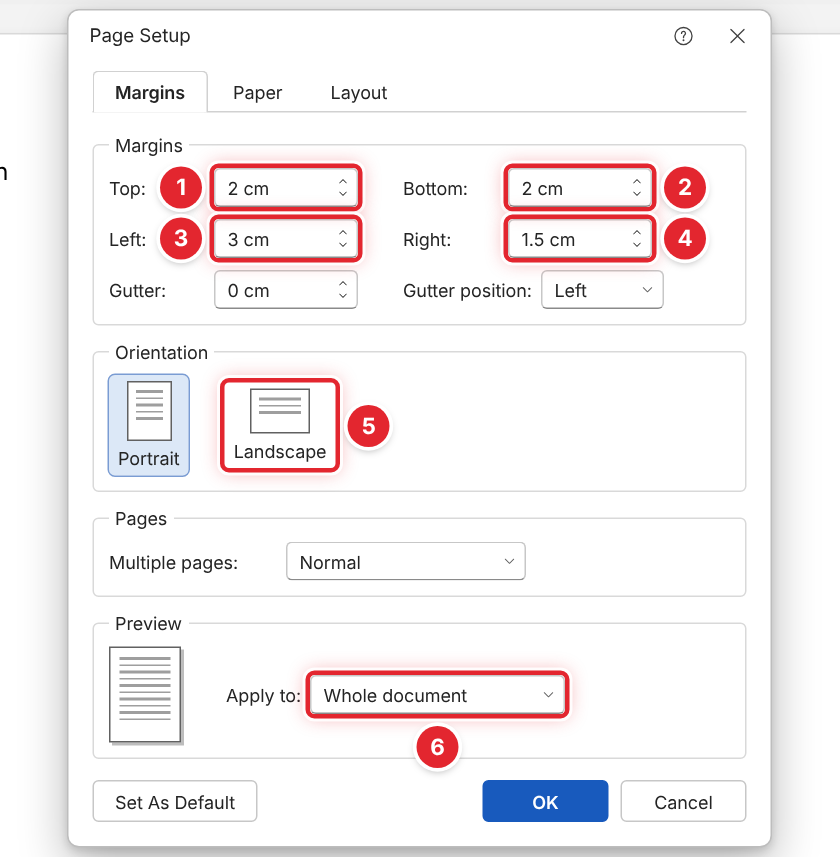 Page Setup
Margins Paper Layout
Margins
Top: 1 2 cm Bottom: 2 cm 2
Left: 3 3 cm Right: 1.5 cm 4
Gutter: 0 cm Gutter position: Left
Orientation
Portrait Landscape 5
Pages
Multiple pages: Normal
Preview
Apply to: Whole document
6
Set As Default OK Cancel